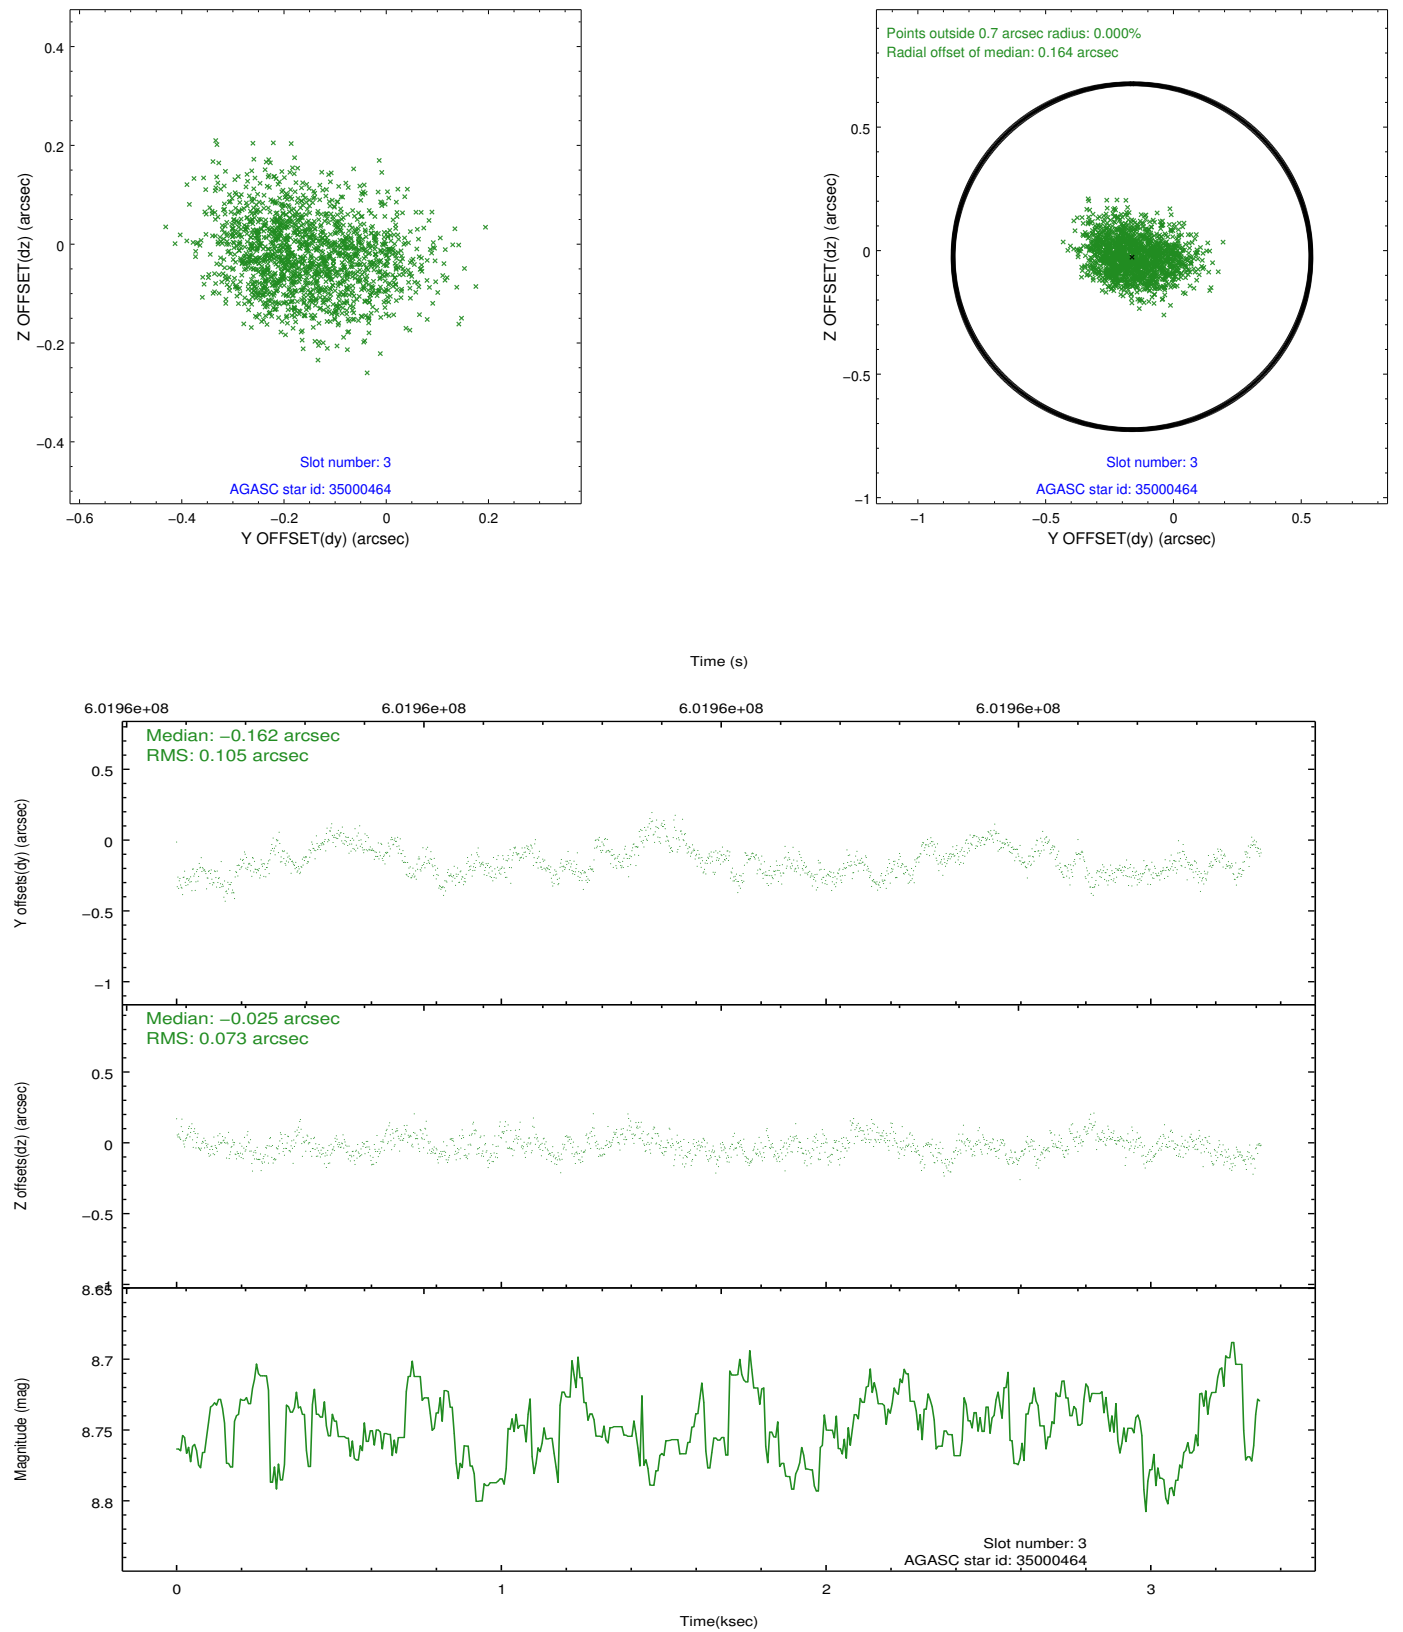 0.4
0.2
0
−0.2
−0.4
Z OFFSET(dz) (arcsec)
Slot number: 3
AGASC star id: 35000464
−0.6
−0.4
−0.2
0
0.2
Y OFFSET(dy) (arcsec)
Points outside 0.7 arcsec radius: 0.000%
Radial offset of median: 0.164 arcsec
0.5
0
−0.5
−1
Z OFFSET(dz) (arcsec)
Slot number: 3
AGASC star id: 35000464
−1
−0.5
0
0.5
Y OFFSET(dy) (arcsec)
Time (s)
6.0196e+08
6.0196e+08
6.0196e+08
6.0196e+08
Median: −0.162 arcsec
RMS: 0.105 arcsec
0.5
0
−0.5
−1
Y offsets(dy) (arcsec)
Median: −0.025 arcsec
RMS: 0.073 arcsec
0.5
0
−0.5
−1
Z offsets(dz) (arcsec)
8.65
8.7
8.75
8.8
Magnitude (mag)
Slot number: 3
AGASC star id: 35000464
0
1
2
3
Time(ksec)